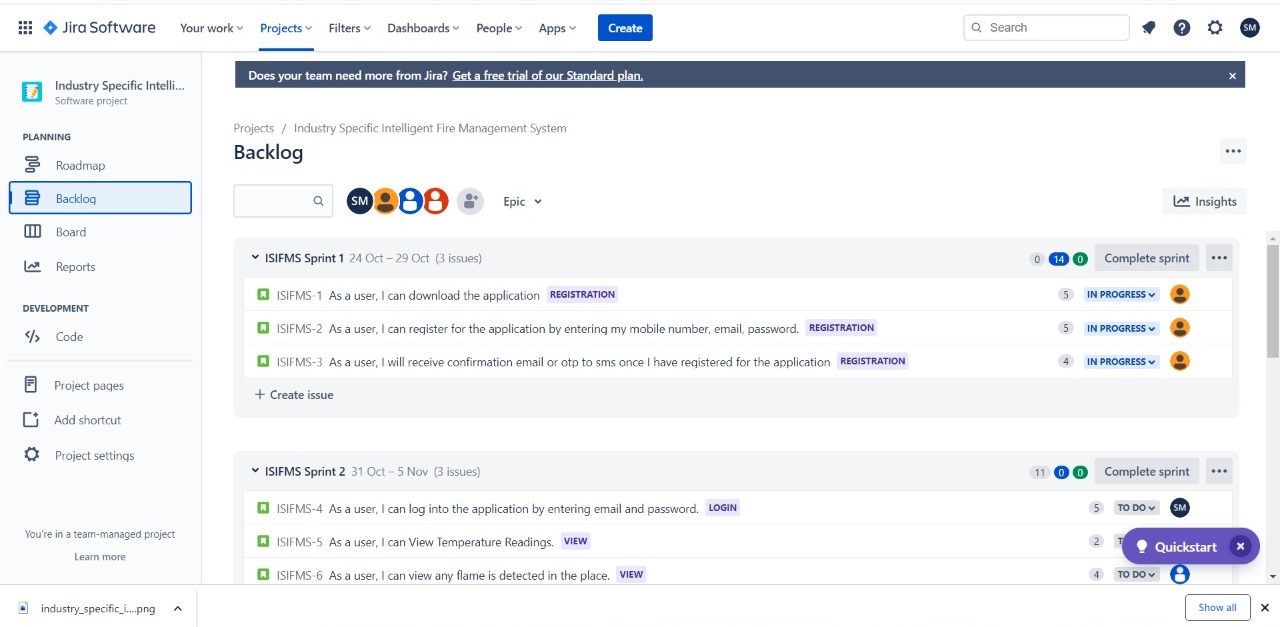 Jira Software Your work Projects Filters Dashboards People Apps Create Search SM
Industry Specific Intelli...
Software project
PLANNING
Roadmap
Backlog
Board
Reports
DEVELOPMENT
Code
Project pages
Add shortcut
Project settings
You're in a team-managed project
Learn more
Does your team need more from Jira? Get a free trial of our Standard plan.
Projects / Industry Specific Intelligent Fire Management System
Backlog
SM Epic Insights
ISIFMS Sprint 1 24 Oct – 29 Oct (3 issues) 0 14 0 Complete sprint
ISIFMS-1 As a user, I can download the application REGISTRATION 5 IN PROGRESS
ISIFMS-2 As a user, I can register for the application by entering my mobile number, email, password. REGISTRATION 5 IN PROGRESS
ISIFMS-3 As a user, I will receive confirmation email or otp to sms once I have registered for the application REGISTRATION 4 IN PROGRESS
+ Create issue
ISIFMS Sprint 2 31 Oct – 5 Nov (3 issues) 11 0 0 Complete sprint
ISIFMS-4 As a user, I can log into the application by entering email and password. LOGIN 5 TO DO SM
ISIFMS-5 As a user, I can View Temperature Readings. VIEW 2
Quickstart
ISIFMS-6 As a user, I can view any flame is detected in the place. VIEW 4 TO DO
industry_specific_i....png
Show all